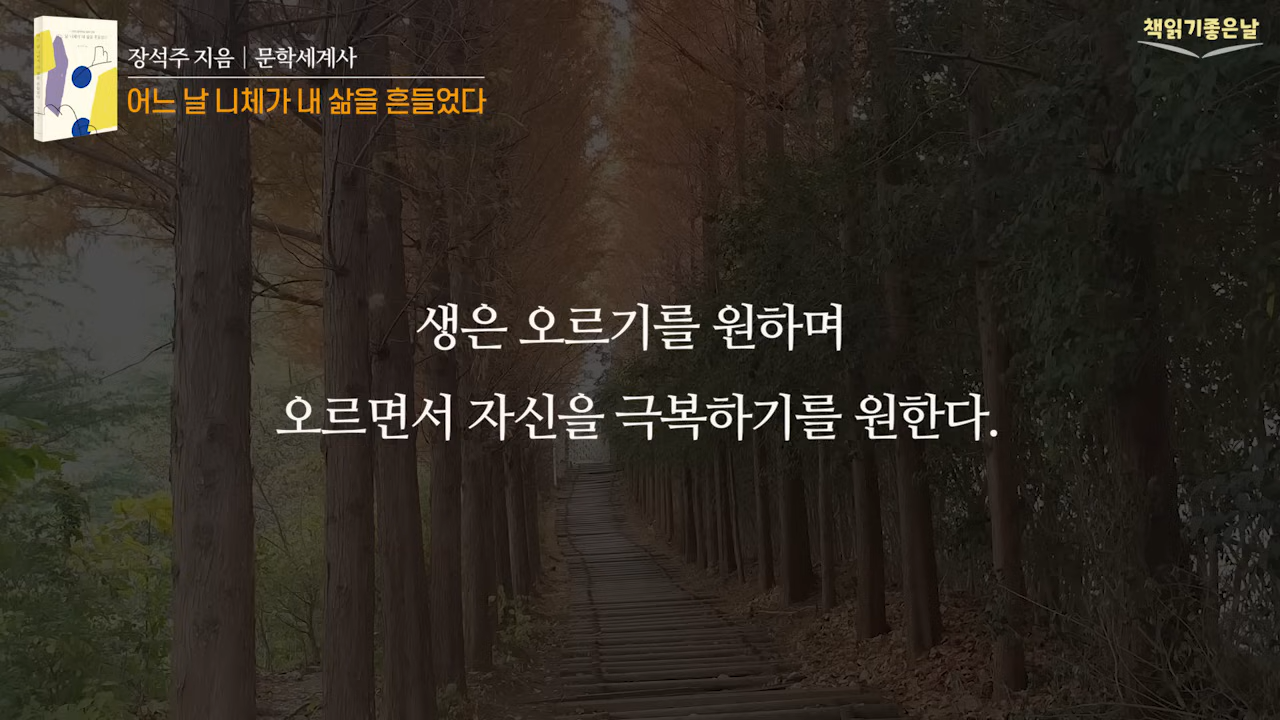 장석주 지음 | 문학세계사
어느 날 니체가 내 삶을 흔들었다
책읽기좋은날
생은 오르기를 원하며
오르면서 자신을 극복하기를 원한다.